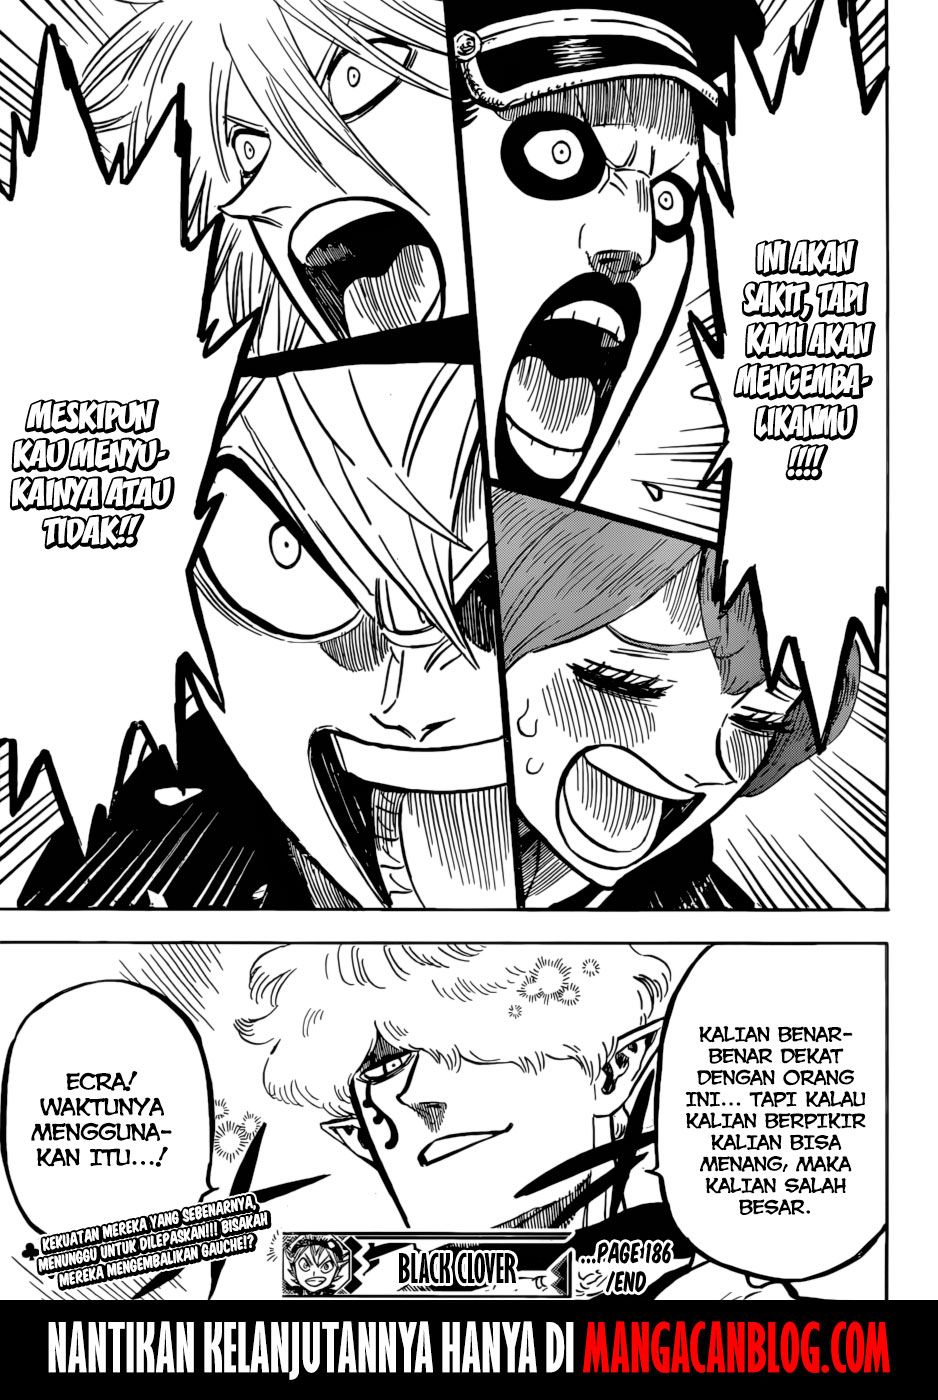 INI AKAN
SAKIT, TAPI
KAMI AKAN
MENGEMBA-
LIKANMU
!!!!
MESKIPUN
KAU MENYU-
KAINYA ATAU
TIDAK!!
KALIAN BENAR-
BENAR DEKAT
DENGAN ORANG
INI... TAPI KALAU
KALIAN BERPIKIR
KALIAN BISA
MENANG, MAKA
KALIAN SALAH
BESAR.
ECRA!
WAKTUNYA
MENGGUNA-
KAN ITU...!
KEKUATAN MEREKA YANG SEBENARNYA,
MENUNGGU UNTUK DILEPASKAN!!! BISAKAH
MEREKA MENGEMBALIKAN GAUCHE!?
BLACK CLOVER
...PAGE 186
/END
NANTIKAN KELANJUTANNYA HANYA DI MANGACANBLOG.COM